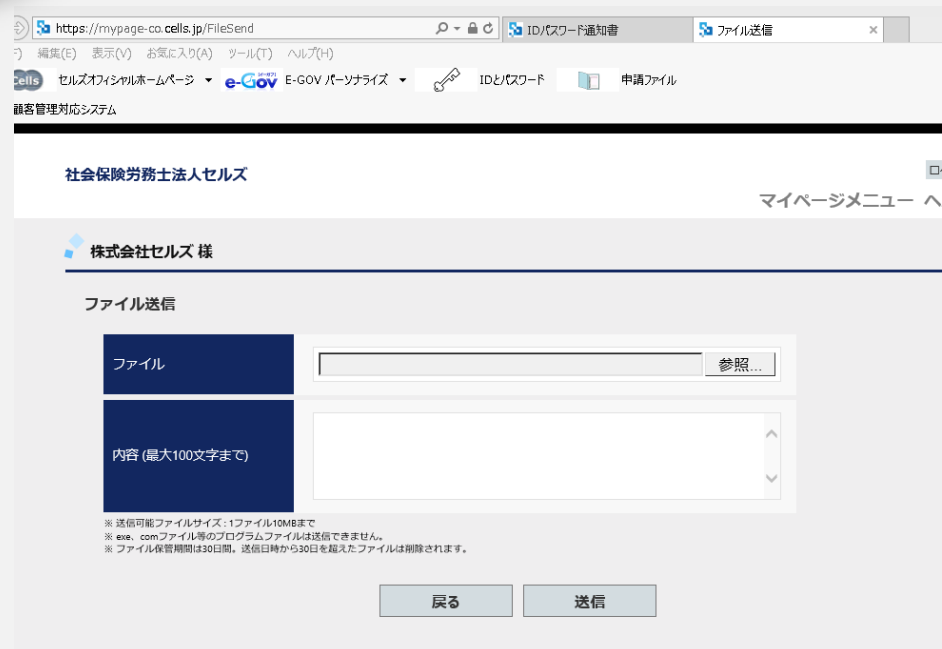 https://mypage-co.cells.jp/FileSend
IDパスワード通知書
ファイル送信
編集(E) 表示(V) お気に入り(A) ツール(T) ヘルプ(H)
セルズオフィシャルホームページ
e-Gov
E-GOV パーソナライズ
IDとパスワード
申請ファイル
顧客管理対応システム
社会保険労務士法人セルズ
マイページメニュー へ
株式会社セルズ 様
ファイル送信
ファイル
参照...
内容 (最大100文字まで)
※ 送信可能ファイルサイズ : 1ファイル10MBまで
※ exe、comファイル等のプログラムファイルは送信できません。
※ ファイル保管期間は30日間。送信日時から30日を超えたファイルは削除されます。
戻る
送信